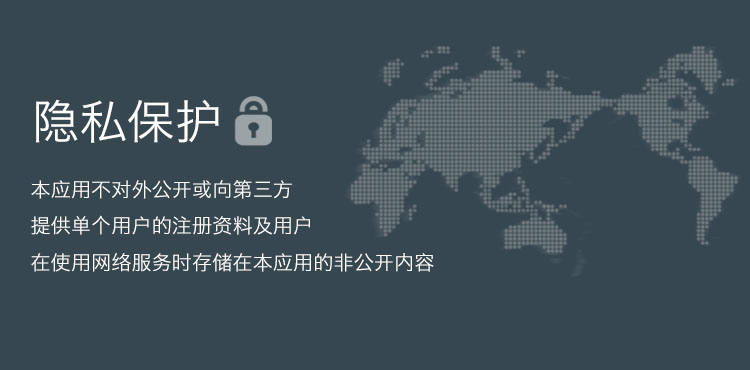 隐私保护
本应用不对外公开或向第三方
提供单个用户的注册资料及用户
在使用网络服务时存储在本应用的非公开内容